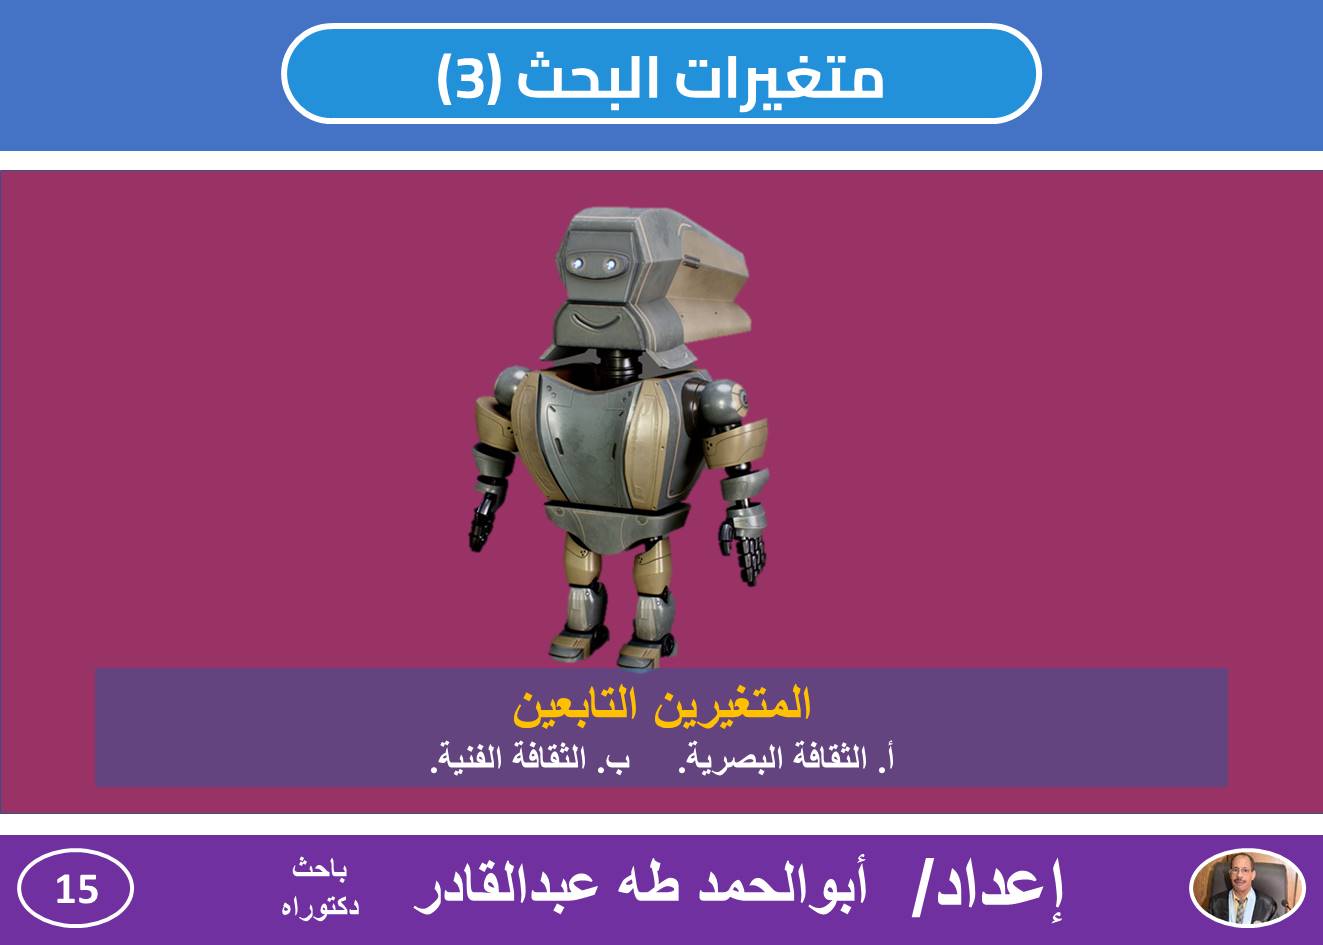 متغيرات البحث (3)
المتغيرين التابعين
أ. الثقافة البصرية. ب. الثقافة الفنية.
إعداد/ أبوالحمد طه عبدالقادر
باحث
دكتوراه
15